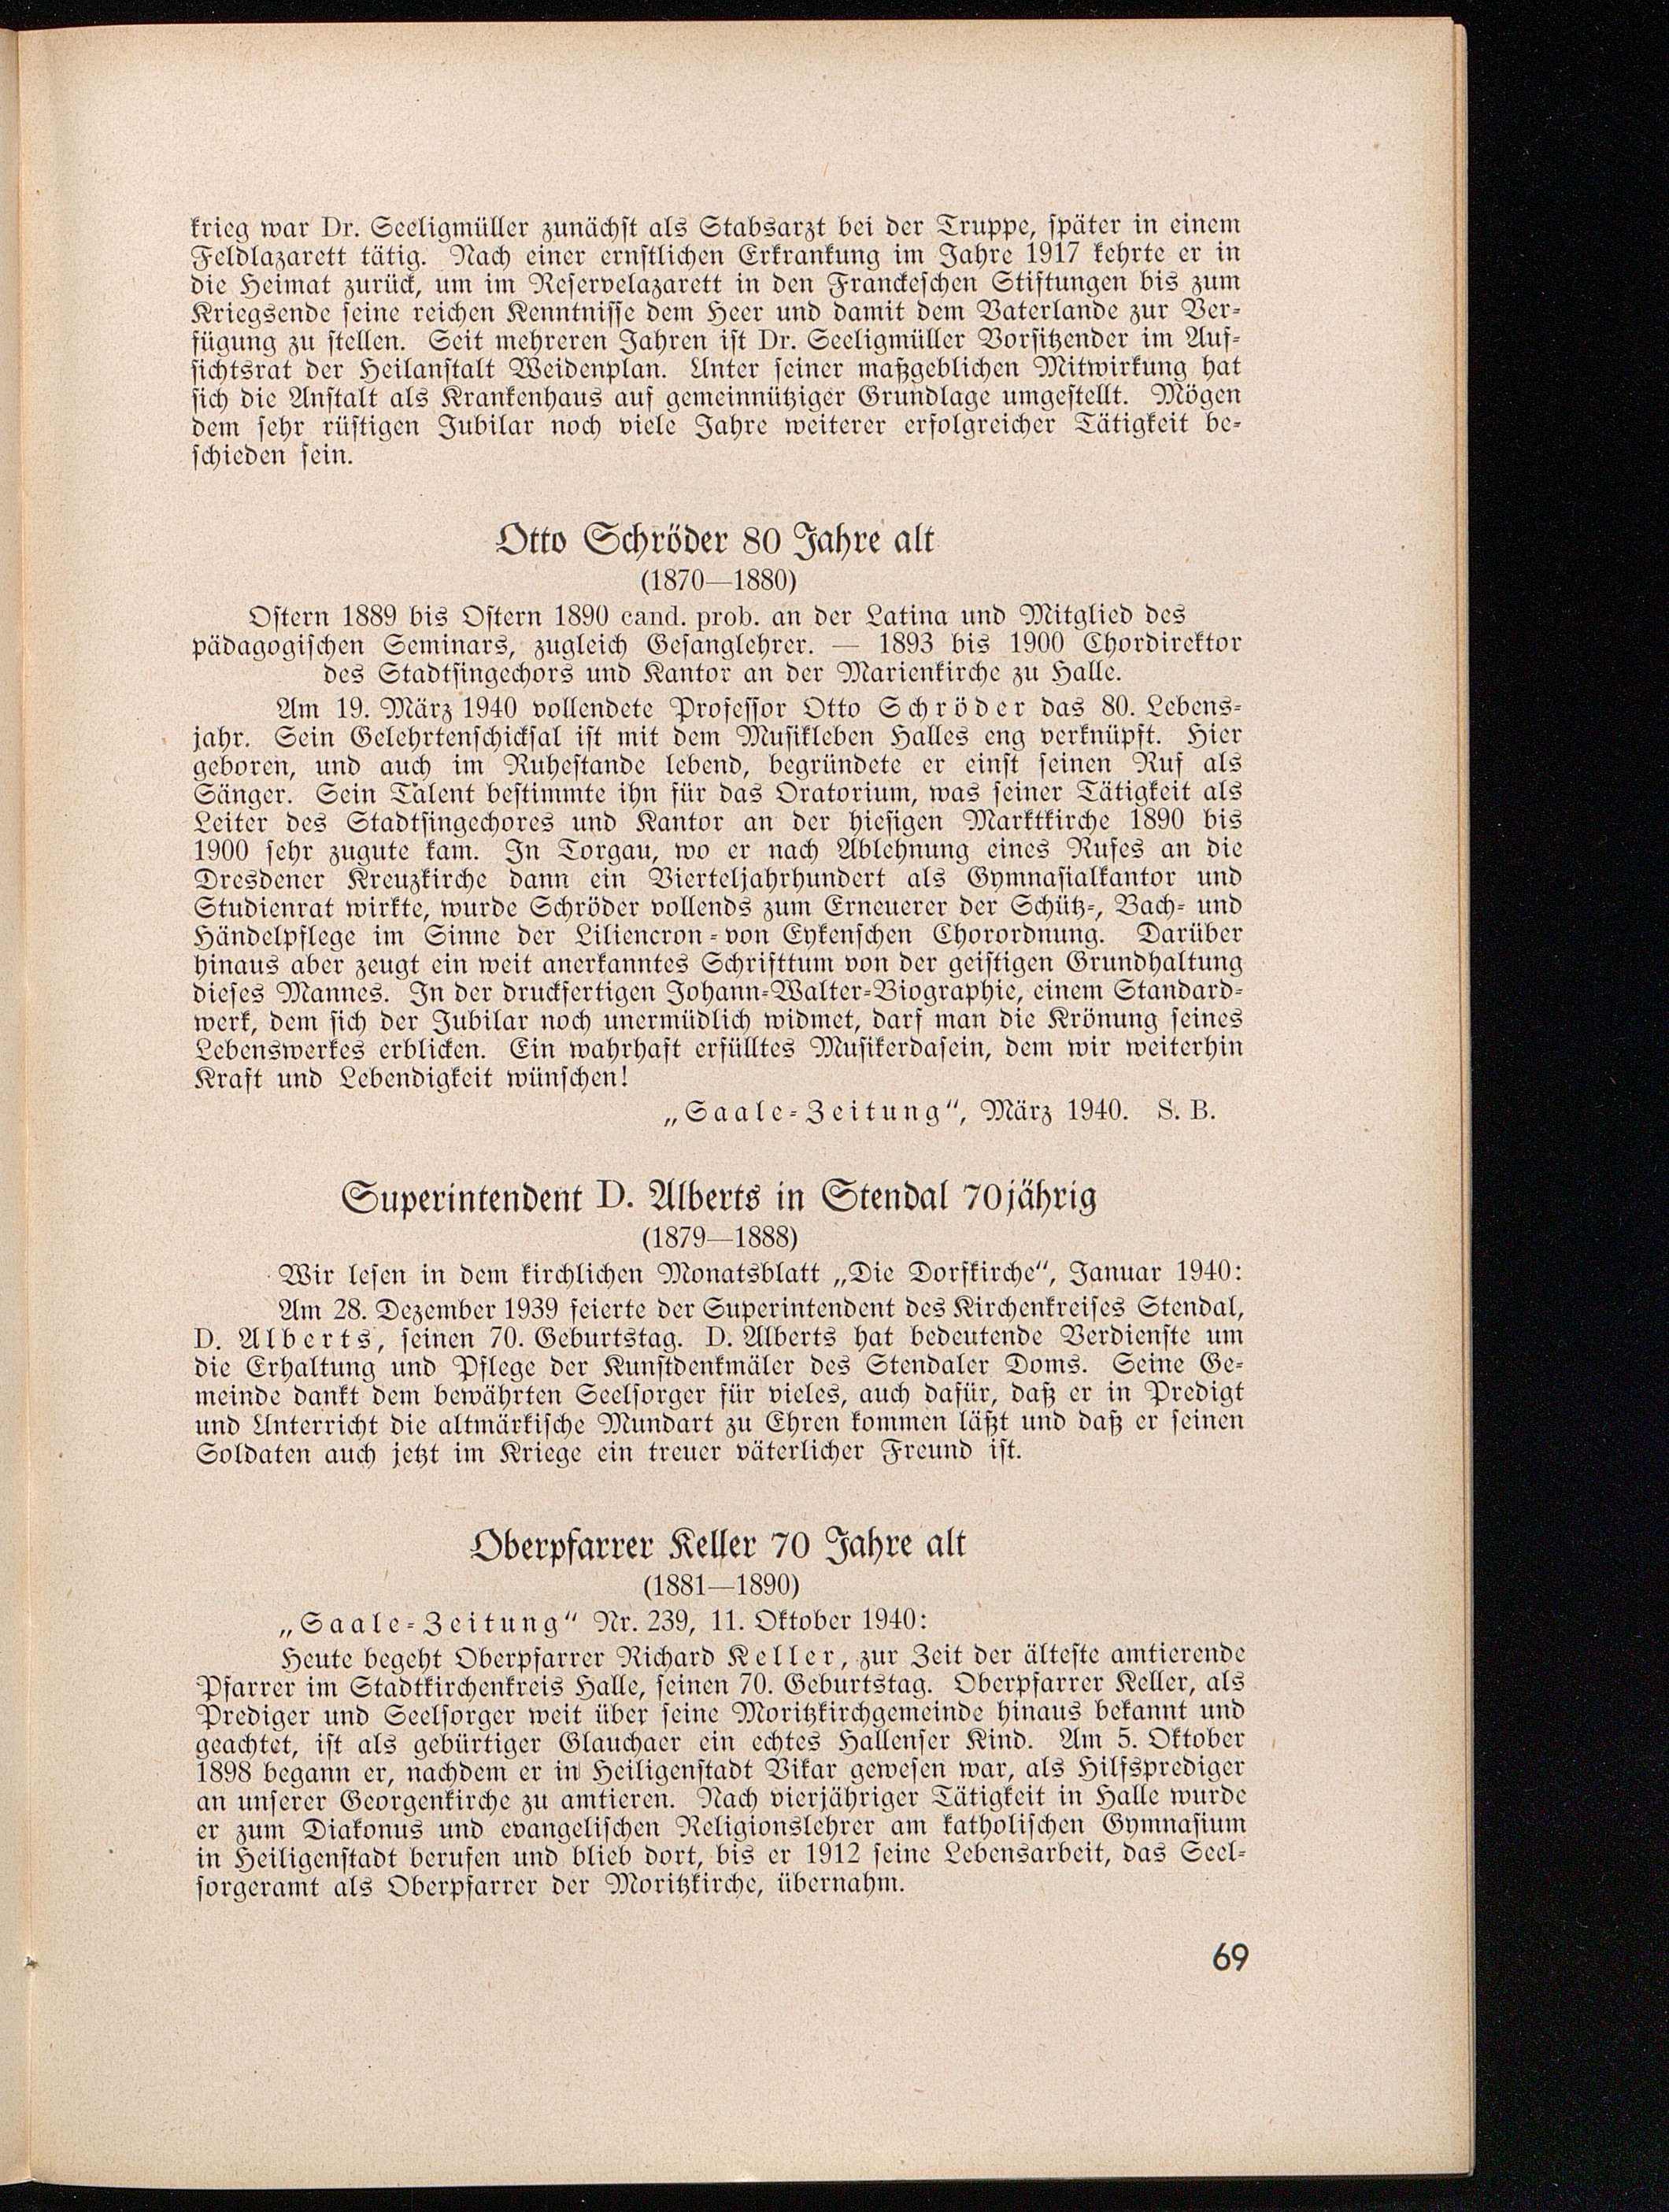 krieg war Dr. Seeligmüller zunächst als Stabsarzt bei der Truppe, später in einem
Feldlazarett tätig. Nach einer ernstlichen Erkrankung im Jahre 1917 kehrte er in
die Heimat zurück, um im Reservelazarett in den Franckeschen Stiftungen bis zum
Kriegsende seine reichen Kenntnisse dem Heer und damit dem Vaterlande zur Ver-
fügung zu stellen. Seit mehreren Jahren ist Dr. Seeligmüller Vorsitzender im Auf-
sichtsrat der Heilanstalt Weidenplan. Unter seiner maßgeblichen Mitwirkung hat
sich die Anstalt als Krankenhaus auf gemeinnütziger Grundlage umgestellt. Mögen
dem sehr rüstigen Jubilar noch viele Jahre weiterer erfolgreicher Tätigkeit be-
schieden sein.
Otto Schröder 80 Jahre alt
(1870—1880)
Ostern 1889 bis Ostern 1890 cand. prob. an der Latina und Mitglied des
pädagogischen Seminars, zugleich Gesanglehrer. — 1893 bis 1900 Chordirektor
des Stadtsingechors und Kantor an der Marienkirche zu Halle.
Am 19. März 1940 vollendete Professor Otto Schröder das 80. Lebens-
jahr. Sein Gelehrtenschicksal ist mit dem Musikleben Halles eng verknüpft. Hier
geboren, und auch im Ruhestande lebend, begründete er einst seinen Ruf als
Sänger. Sein Talent bestimmte ihn für das Oratorium, was seiner Tätigkeit als
Leiter des Stadtsingechores und Kantor an der hiesigen Marktkirche 1890 bis
1900 sehr zugute kam. In Torgau, wo er nach Ablehnung eines Rufes an die
Dresdener Kreuzkirche dann ein Vierteljahrhundert als Gymnasialkantor und
Studienrat wirkte, wurde Schröder vollends zum Erneuerer der Schütz-, Bach- und
Händelpflege im Sinne der Liliencron-von Eykenschen Chorordnung. Darüber
hinaus aber zeugt ein weit anerkanntes Schrifttum von der geistigen Grundhaltung
dieses Mannes. In der druckfertigen Johann-Walter-Biographie, einem Standard-
werk, dem sich der Jubilar noch unermüdlich widmet, darf man die Krönung seines
Lebenswerkes erblicken. Ein wahrhaft erfülltes Musikerdasein, dem wir weiterhin
Kraft und Lebendigkeit wünschen!
„Saale-Zeitung“, März 1940. S. B.
Superintendent D. Alberts in Stendal 70jährig
(1879—1888)
Wir lesen in dem kirchlichen Monatsblatt „Die Dorfkirche“, Januar 1940:
Am 28. Dezember 1939 feierte der Superintendent des Kirchenkreises Stendal,
D. Alberts, seinen 70. Geburtstag. D. Alberts hat bedeutende Verdienste um
die Erhaltung und Pflege der Kunstdenkmäler des Stendaler Doms. Seine Ge-
meinde dankt dem bewährten Seelsorger für vieles, auch dafür, daß er in Predigt
und Unterricht die altmärkische Mundart zu Ehren kommen läßt und daß er seinen
Soldaten auch jetzt im Kriege ein treuer väterlicher Freund ist.
Oberpfarrer Keller 70 Jahre alt
(1881—1890)
„Saale-Zeitung“ Nr. 239, 11. Oktober 1940:
Heute begeht Oberpfarrer Richard Keller, zur Zeit der älteste amtierende
Pfarrer im Stadtkirchenkreis Halle, seinen 70. Geburtstag. Oberpfarrer Keller, als
Prediger und Seelsorger weit über seine Moritzkirchgemeinde hinaus bekannt und
geachtet, ist als gebürtiger Glauchaer ein echtes Hallenser Kind. Am 5. Oktober
1898 begann er, nachdem er in Heiligenstadt Vikar gewesen war, als Hilfsprediger
an unserer Georgenkirche zu amtieren. Nach vierjähriger Tätigkeit in Halle wurde
er zum Diakonus und evangelischen Religionslehrer am katholischen Gymnasium
in Heiligenstadt berufen und blieb dort, bis er 1912 seine Lebensarbeit, das Seel-
sorgeramt als Oberpfarrer der Moritzkirche, übernahm.
69